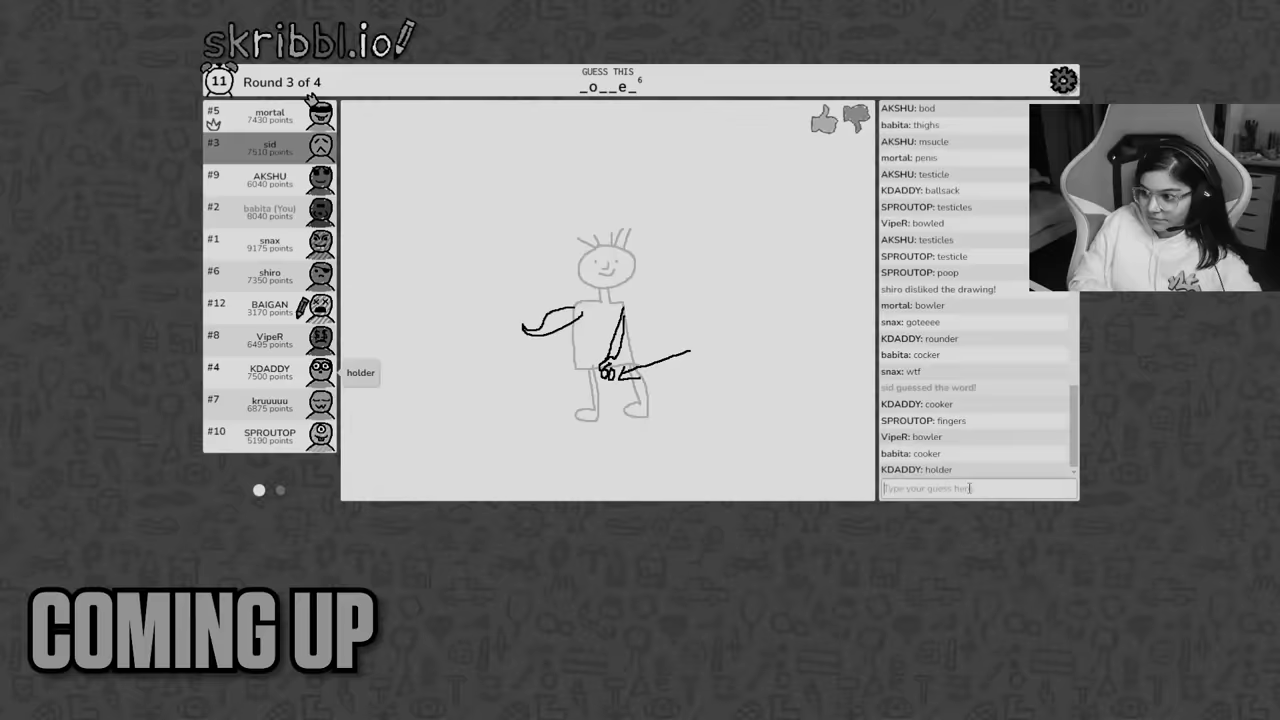 skribbl.io
11
Round 3 of 4
GUESS THIS
_o__e_ 6
#5 mortal
7430 points
#3 sid
7510 points
#9 AKSHU
6040 points
#2 babita (You)
8040 points
#1 snax
9175 points
#6 shiro
7350 points
#12 BAIGAN
3170 points
#8 VipeR
6495 points
#4 KDADDY
7500 points
holder
#7 kruuuuu
6875 points
#10 SPROUTOP
5190 points
AKSHU: bod
babita: thighs
AKSHU: msucle
mortal: penis
AKSHU: testicle
KDADDY: ballsack
SPROUTOP: testicles
VipeR: bowled
AKSHU: testicles
SPROUTOP: testicle
SPROUTOP: poop
shiro disliked the drawing!
mortal: bowler
snax: goteeee
KDADDY: rounder
babita: cocker
snax: wtf
sid guessed the word!
KDADDY: cooker
SPROUTOP: fingers
VipeR: bowler
babita: cooker
KDADDY: holder
Type your guess here
COMING UP